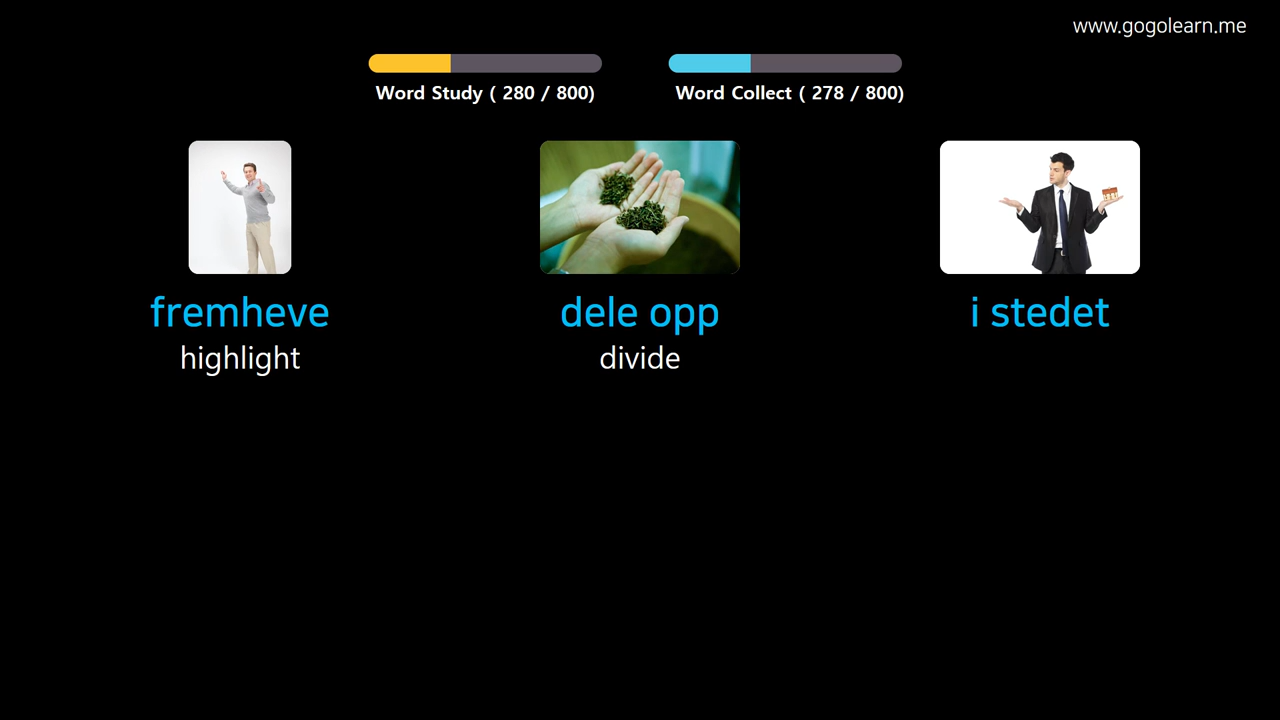 www.gogolearn.me
Word Study ( 280 / 800)
Word Collect ( 278 / 800)
fremheve
highlight
dele opp
divide
i stedet